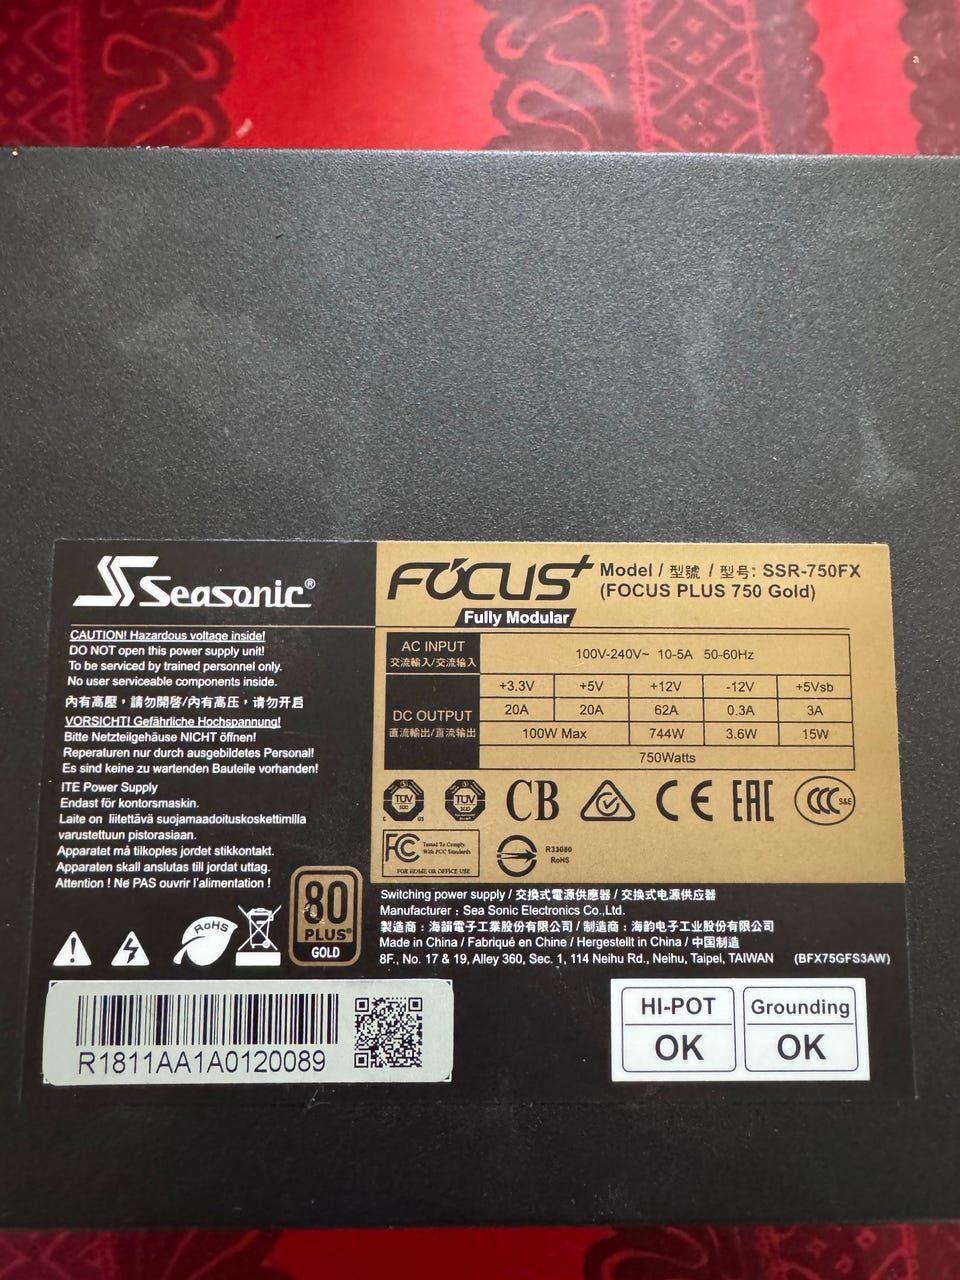 Seasonic®
CAUTION! Hazardous voltage inside!
DO NOT open this power supply unit!
To be serviced by trained personnel only.
No user serviceable components inside.
內有高壓，請勿開啓/内有高压，请勿开启
VORSICHT! Gefährliche Hochspannung!
Bitte Netzteilgehäuse NICHT öffnen!
Reperaturen nur durch ausgebildetes Personal!
Es sind keine zu wartenden Bauteile vorhanden!
ITE Power Supply
Endast för kontorsmaskin.
Laite on liitettävä suojamaadoituskoskettimilla
varustettuun pistorasiaan.
Apparatet må tilkoples jordet stikkontakt.
Apparaten skall anslutas till jordat uttag.
Attention ! Né PAS ouvrir l'alimentation !
RoHS
80
PLUS®
GOLD
FOCUS+
Fully Modular
Model / 型號 / 型号: SSR-750FX
(FOCUS PLUS 750 Gold)
AC INPUT
交流輸入/交流输入
100V-240V~ 10-5A 50-60Hz
DC OUTPUT
直流輸出/直流输出
+3.3V +5V +12V -12V +5Vsb
20A 20A 62A 0.3A 3A
100W Max 744W 3.6W 15W
750Watts
TÜV TÜV CB CE EAC CCC S&E
C US
FC Tested To Comply
With FCC Standards
FOR HOME OR OFFICE USE
R33080
RoHS
Switching power supply / 交換式電源供應器 / 交换式电源供应器
Manufacturer : Sea Sonic Electronics Co.,Ltd.
製造商 : 海韻電子工業股份有限公司 / 制造商 : 海韵电子工业股份有限公司
Made in China / Fabriqué en Chine / Hergestellt in China / 中国制造
8F., No. 17 & 19, Alley 360, Sec. 1, 114 Neihu Rd., Neihu, Taipei, TAIWAN (BFX75GFS3AW)
R1811AA1A0120089
HI-POT
OK
Grounding
OK